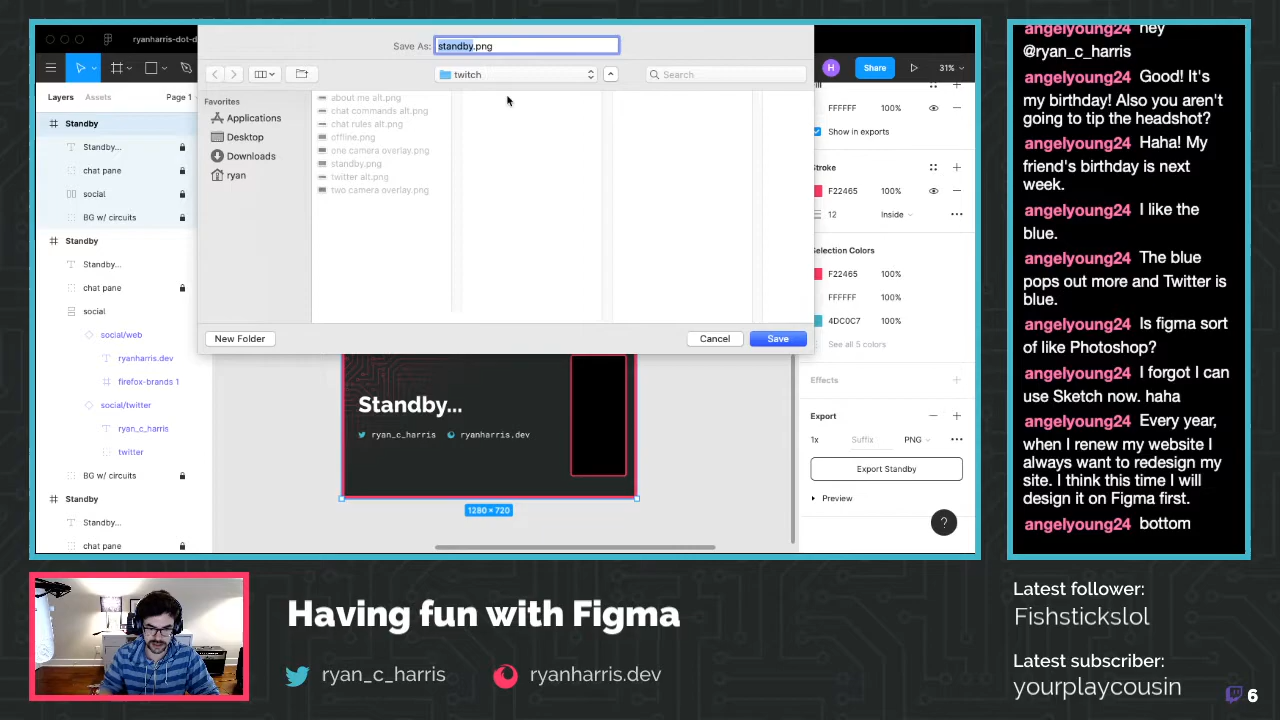 ryanharris-dot-d
Save As: standby.png
twitch
Search
Layers Assets Page 1
H Share 31%
Standby
Standby...
chat pane
social
BG w/ circuits
Standby
Standby...
chat pane
social
social/web
ryanharris.dev
firefox-brands 1
social/twitter
ryan_c_harris
twitter
BG w/ circuits
Standby
Standby...
chat pane
Favorites
Applications
Desktop
Downloads
ryan
about me alt.png
chat commands alt.png
chat rules alt.png
offline.png
one camera overlay.png
standby.png
twitter alt.png
two camera overlay.png
New Folder Cancel Save
Standby...
ryan_c_harris ryanharris.dev
1280 × 720
FFFFFF 100%
Show in exports
Stroke
F22465 100%
12 Inside
Selection Colors
F22465 100%
FFFFFF 100%
4DC0C7 100%
See all 5 colors
Effects
Export
1x Suffix PNG
Export Standby
Preview
?
angelyoung24 hey
@ryan_c_harris
angelyoung24 Good! It's
my birthday! Also you aren't
going to tip the headshot?
angelyoung24 Haha! My
friend's birthday is next
week.
angelyoung24 I like the
blue.
angelyoung24 The blue
pops out more and Twitter is
blue.
angelyoung24 Is figma sort
of like Photoshop?
angelyoung24 I forgot I can
use Sketch now. haha
angelyoung24 Every year,
when I renew my website I
always want to redesign my
site. I think this time I will
design it on Figma first.
angelyoung24 bottom
Having fun with Figma
ryan_c_harris ryanharris.dev
Latest follower:
Fishstickslol
Latest subscriber:
yourplaycousin
6